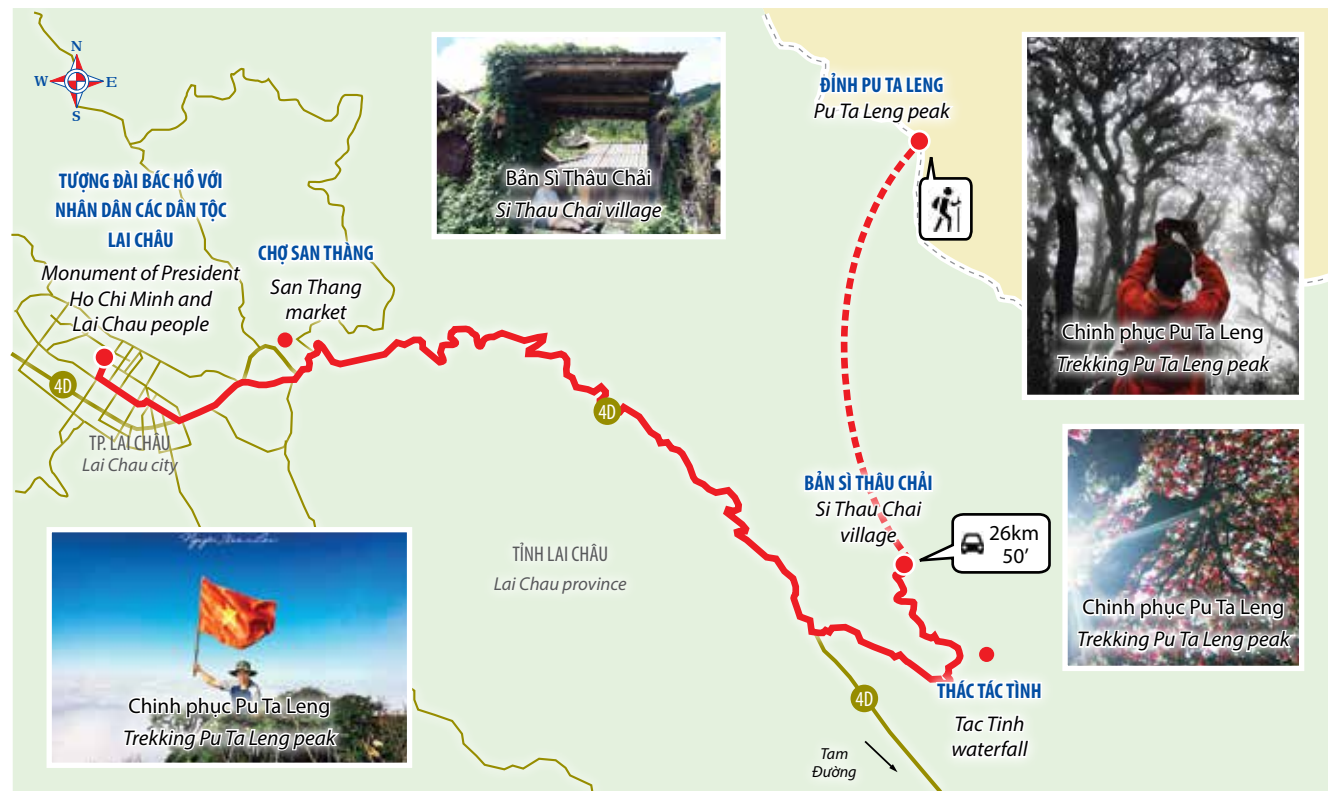 N
W
E
S
TƯỢNG ĐÀI BÁC HỒ VỚI
NHÂN DÂN CÁC DÂN TỘC
LAI CHÂU
Monument of President
Ho Chi Minh and
Lai Chau people
CHỢ SAN THÀNG
San Thang
market
4D
TP. LAI CHÂU
Lai Chau city
Bản Sì Thâu Chải
Si Thau Chai village
ĐỈNH PU TA LENG
Pu Ta Leng peak
Chinh phục Pu Ta Leng
Trekking Pu Ta Leng peak
4D
BẢN SÌ THÂU CHẢI
Si Thau Chai
village
26km
50’
Chinh phục Pu Ta Leng
Trekking Pu Ta Leng peak
TỈNH LAI CHÂU
Lai Chau province
Chinh phục Pu Ta Leng
Trekking Pu Ta Leng peak
4D
THÁC TÁC TÌNH
Tac Tinh
waterfall
Tam
Đường